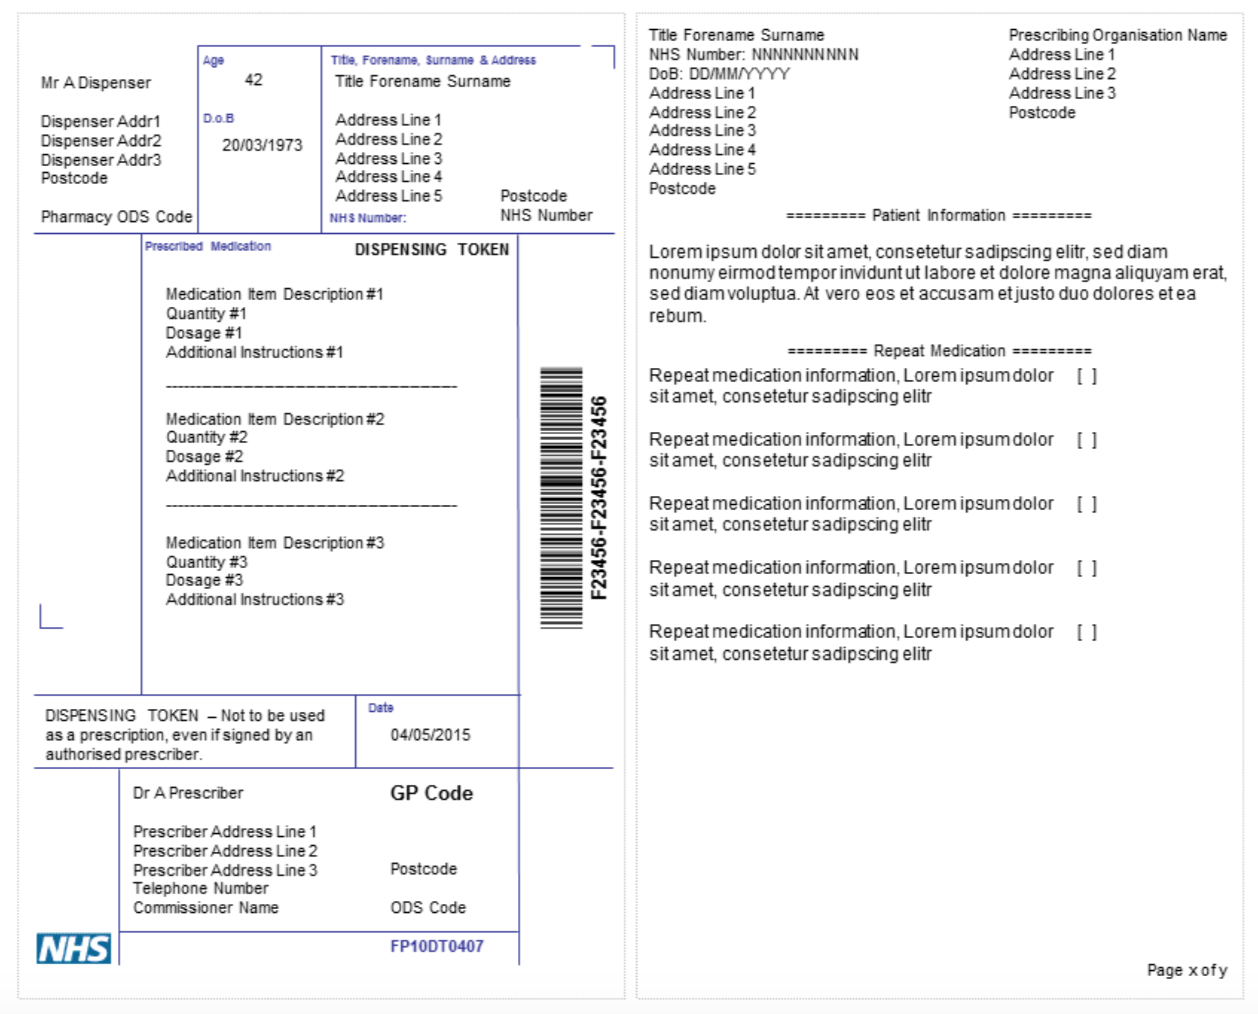 Mr A Dispenser
Dispenser Addr1
Dispenser Addr2
Dispenser Addr3
Postcode
Pharmacy ODS Code
Age
42
D.o.B
20/03/1973
Title, Forename, Surname & Address
Title Forename Surname
Address Line 1
Address Line 2
Address Line 3
Address Line 4
Address Line 5 Postcode
NHS Number: NHS Number
Prescribed Medication DISPENSING TOKEN
Medication Item Description #1
Quantity #1
Dosage #1
Additional Instructions #1
--------------------------------
Medication Item Description #2
Quantity #2
Dosage #2
Additional Instructions #2
--------------------------------
Medication Item Description #3
Quantity #3
Dosage #3
Additional Instructions #3
F23456-F23456-F23456
DISPENSING TOKEN – Not to be used
as a prescription, even if signed by an
authorised prescriber.
Date
04/05/2015
Dr A Prescriber GP Code
Prescriber Address Line 1
Prescriber Address Line 2
Prescriber Address Line 3 Postcode
Telephone Number
Commissioner Name ODS Code
NHS
FP10DT0407
Title Forename Surname
NHS Number: NNNNNNNNNN
DoB: DD/MM/YYYY
Address Line 1
Address Line 2
Address Line 3
Address Line 4
Address Line 5
Postcode
Prescribing Organisation Name
Address Line 1
Address Line 2
Address Line 3
Postcode
========= Patient Information =========
Lorem ipsum dolor sit amet, consetetur sadipscing elitr, sed diam
nonumy eirmod tempor invidunt ut labore et dolore magna aliquyam erat,
sed diam voluptua. At vero eos et accusam et justo duo dolores et ea
rebum.
========= Repeat Medication =========
Repeat medication information, Lorem ipsum dolor [ ]
sit amet, consetetur sadipscing elitr
Repeat medication information, Lorem ipsum dolor [ ]
sit amet, consetetur sadipscing elitr
Repeat medication information, Lorem ipsum dolor [ ]
sit amet, consetetur sadipscing elitr
Repeat medication information, Lorem ipsum dolor [ ]
sit amet, consetetur sadipscing elitr
Repeat medication information, Lorem ipsum dolor [ ]
sit amet, consetetur sadipscing elitr
Page x of y